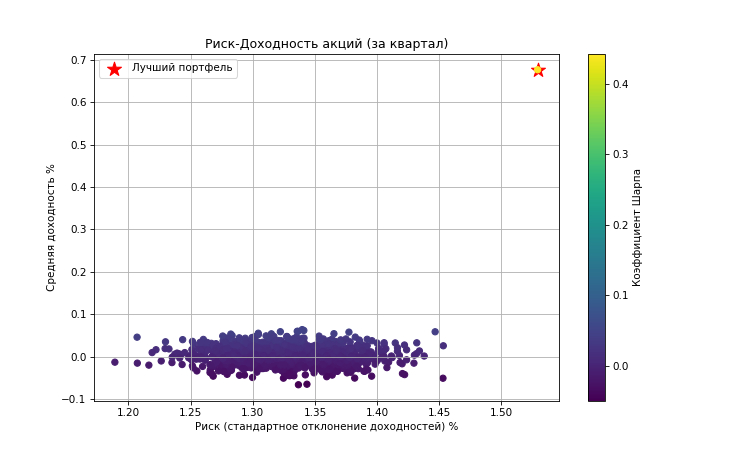 Риск-Доходность акций (за квартал)
Лучший портфель
0.7
0.6
0.5
0.4
0.3
0.2
0.1
0.0
−0.1
Средняя доходность %
1.20 1.25 1.30 1.35 1.40 1.45 1.50
Риск (стандартное отклонение доходностей) %
0.4
0.3
0.2
0.1
0.0
Коэффициент Шарпа